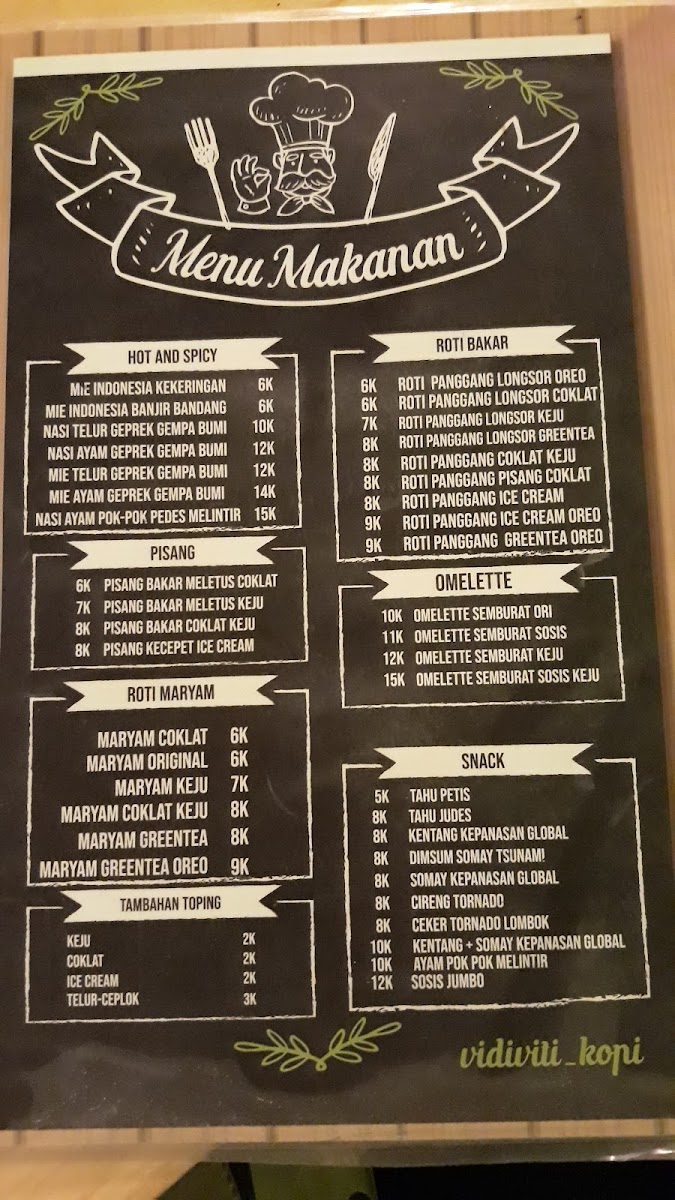 Menu Makanan
HOT AND SPICY
MIE INDONESIA KEKERINGAN 6K
MIE INDONESIA BANJIR BANDANG 6K
NASI TELUR GEPREK GEMPA BUMI 10K
NASI AYAM GEPREK GEMPA BUMI 12K
MIE TELUR GEPREK GEMPA BUMI 12K
MIE AYAM GEPREK GEMPA BUMI 14K
NASI AYAM POK-POK PEDES MELINTIR 15K
PISANG
6K PISANG BAKAR MELETUS COKLAT
7K PISANG BAKAR MELETUS KEJU
8K PISANG BAKAR COKLAT KEJU
8K PISANG KECEPET ICE CREAM
ROTI MARYAM
MARYAM COKLAT 6K
MARYAM ORIGINAL 6K
MARYAM KEJU 7K
MARYAM COKLAT KEJU 8K
MARYAM GREENTEA 8K
MARYAM GREENTEA OREO 9K
TAMBAHAN TOPING
KEJU 2K
COKLAT 2K
ICE CREAM 2K
TELUR-CEPLOK 3K
ROTI BAKAR
6K ROTI PANGGANG LONGSOR OREO
6K ROTI PANGGANG LONGSOR COKLAT
7K ROTI PANGGANG LONGSOR KEJU
8K ROTI PANGGANG LONGSOR GREENTEA
8K ROTI PANGGANG COKLAT KEJU
8K ROTI PANGGANG PISANG COKLAT
8K ROTI PANGGANG ICE CREAM
9K ROTI PANGGANG ICE CREAM OREO
9K ROTI PANGGANG GREENTEA OREO
OMELETTE
10K OMELETTE SEMBURAT ORI
11K OMELETTE SEMBURAT SOSIS
12K OMELETTE SEMBURAT KEJU
15K OMELETTE SEMBURAT SOSIS KEJU
SNACK
5K TAHU PETIS
8K TAHU JUDES
8K KENTANG KEPANASAN GLOBAL
8K DIMSUM SOMAY TSUNAMI
8K SOMAY KEPANASAN GLOBAL
8K CIRENG TORNADO
8K CEKER TORNADO LOMBOK
10K KENTANG + SOMAY KEPANASAN GLOBAL
10K AYAM POK POK MELINTIR
12K SOSIS JUMBO
vidiviti_kopi